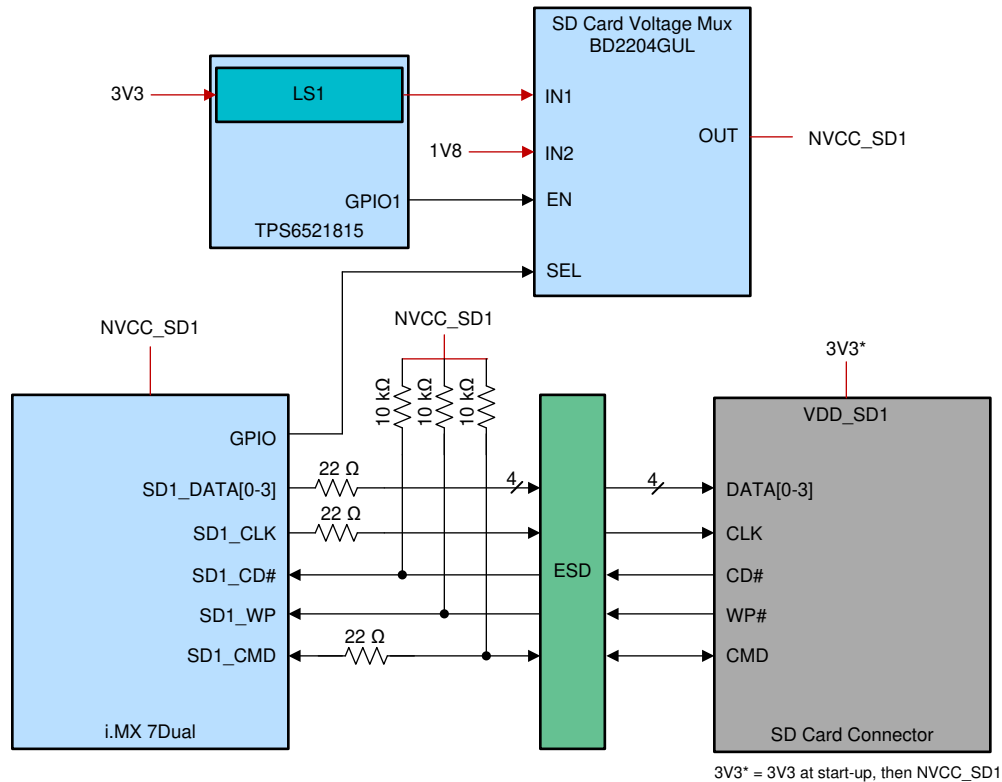 SD Card Voltage Mux
BD2204GUL
3V3
LS1
IN1
OUT
NVCC_SD1
1V8
IN2
GPIO1
EN
TPS6521815
SEL
NVCC_SD1
NVCC_SD1
3V3*
10 kΩ
10 kΩ
10 kΩ
VDD_SD1
GPIO
22 Ω
SD1_DATA[0-3]
4
4
DATA[0-3]
22 Ω
SD1_CLK
CLK
SD1_CD#
ESD
CD#
SD1_WP
WP#
22 Ω
SD1_CMD
CMD
i.MX 7Dual
SD Card Connector
3V3* = 3V3 at start-up, then NVCC_SD1